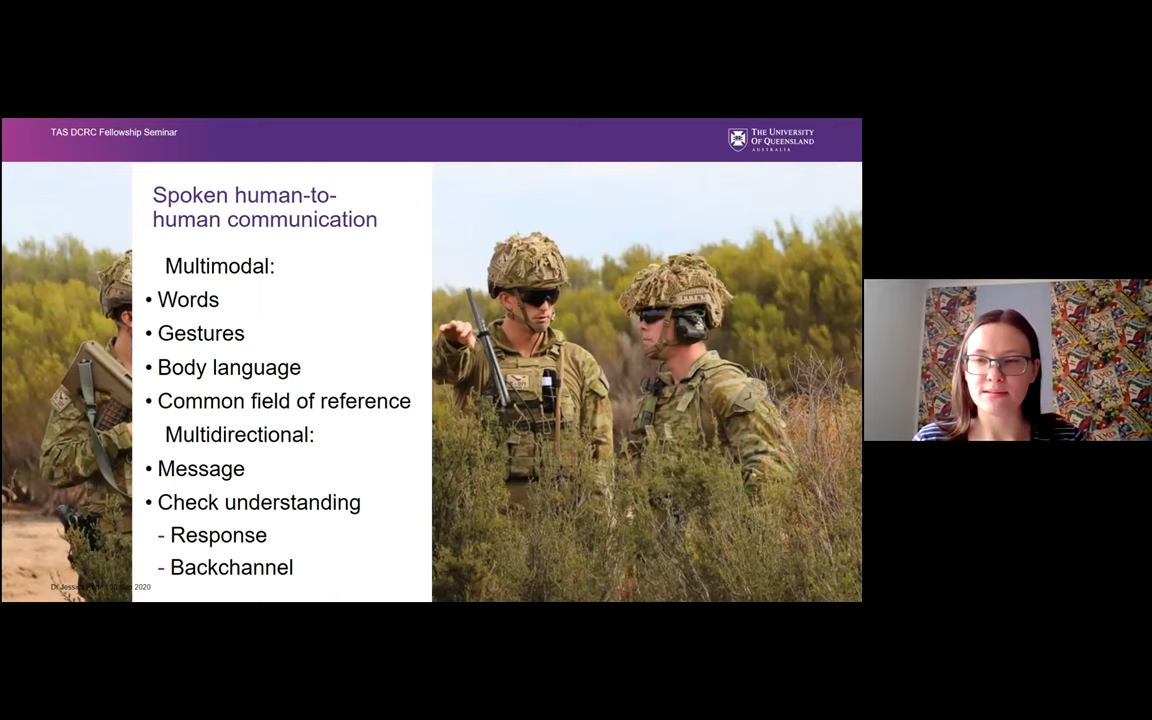 TAS DCRC Fellowship Seminar
THE UNIVERSITY
OF QUEENSLAND
AUSTRALIA
Spoken human-to-
human communication
Multimodal:
• Words
• Gestures
• Body language
• Common field of reference
Multidirectional:
• Message
• Check understanding
- Response
- Backchannel
2020